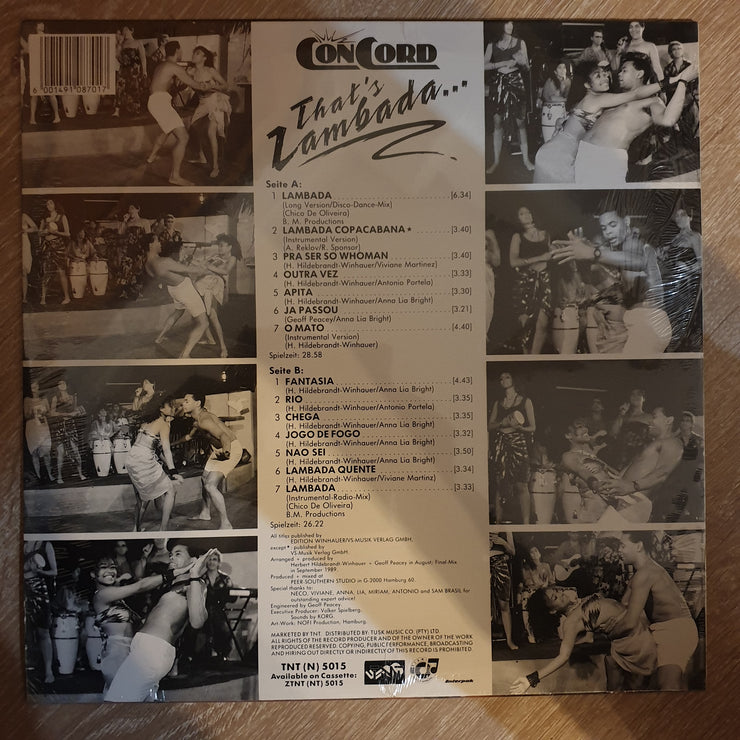 6 001491 087017
CONCORD
That's
Lambada...
Seite A:
1 LAMBADA [6.34]
(Long Version/Disco-Dance-Mix)
(Chico De Oliveira)
B. M. Productions
2 LAMBADA COPACABANA* [3.40]
(Instrumental Version)
(A. Reklov/R. Sponsor)
3 PRA SER SO WHOMAN [3.40]
(H. Hildebrandt-Winhauer/Viviane Martinez)
4 OUTRA VEZ [3.33]
(H. Hildebrandt-Winhauer/Antonio Portela)
5 APITA [3.30]
(H. Hildebrandt-Winhauer/Anna Lia Bright)
6 JA PASSOU [3.21]
(Geoff Peacey/Anna Lia Bright)
7 O MATO [4.40]
(Instrumental Version)
(H. Hildebrandt-Winhauer)
Spielzeit: 28.58
Seite B:
1 FANTASIA [4.43]
(H. Hildebrandt-Winhauer/Anna Lia Bright)
2 RIO [3.35]
(H. Hildebrandt-Winhauer/Antonio Portela)
3 CHEGA [3.35]
(H. Hildebrandt-Winhauer/Anna Lia Bright)
4 JOGO DE FOGO [3.32]
(H. Hildebrandt-Winhauer/Anna Lia Bright)
5 NAO SEI [3.50]
(H. Hildebrandt-Winhauer/Anna Lia Bright)
6 LAMBADA QUENTE [3.34]
(H. Hildebrandt-Winhauer/Viviane Martinz)
7 LAMBADA [3.33]
(Instrumental-Radio-Mix)
(Chico De Oliveira)
B.M. Productions
Spielzeit: 26.22
All titles published by
EDITION WINHAUER/VS-MUSIK VERLAG GMBH,
except* published by
VS-Musik Verlag GmbH.
Arranged + produced by
Herbert Hildebrandt-Winhauer + Geoff Peacey in August; Final-Mix
in September 1989.
Produced + mixed at
PEER-SOUTHERN STUDIO in G-2000 Hamburg 60.
Special thanks to:
NECO, VIVIANE, ANNA, LIA, MIRIAM, ANTONIO and SAM BRASIL for
outstanding expert advice!
Engineered by Geoff Peacey.
Executive Producer: Volker Spielberg.
Sounds by KORG.
Art-Work: NOFI Production, Hamburg.
MARKETED BY TNT. DISTRIBUTED BY: TUSK MUSIC CO. (PTY) LTD.
ALL RIGHTS OF THE RECORD PRODUCER AND OF THE OWNER OF THE WORK
REPRODUCED RESERVED. COPYING, PUBLIC PERFORMANCE, BROADCASTING
AND HIRING OUT DIRECTLY OR INDIRECTLY OF THIS RECORD IS PROHIBITED.
TNT (N) 5015
Available on Cassette:
ZTNT (NT) 5015
interpak